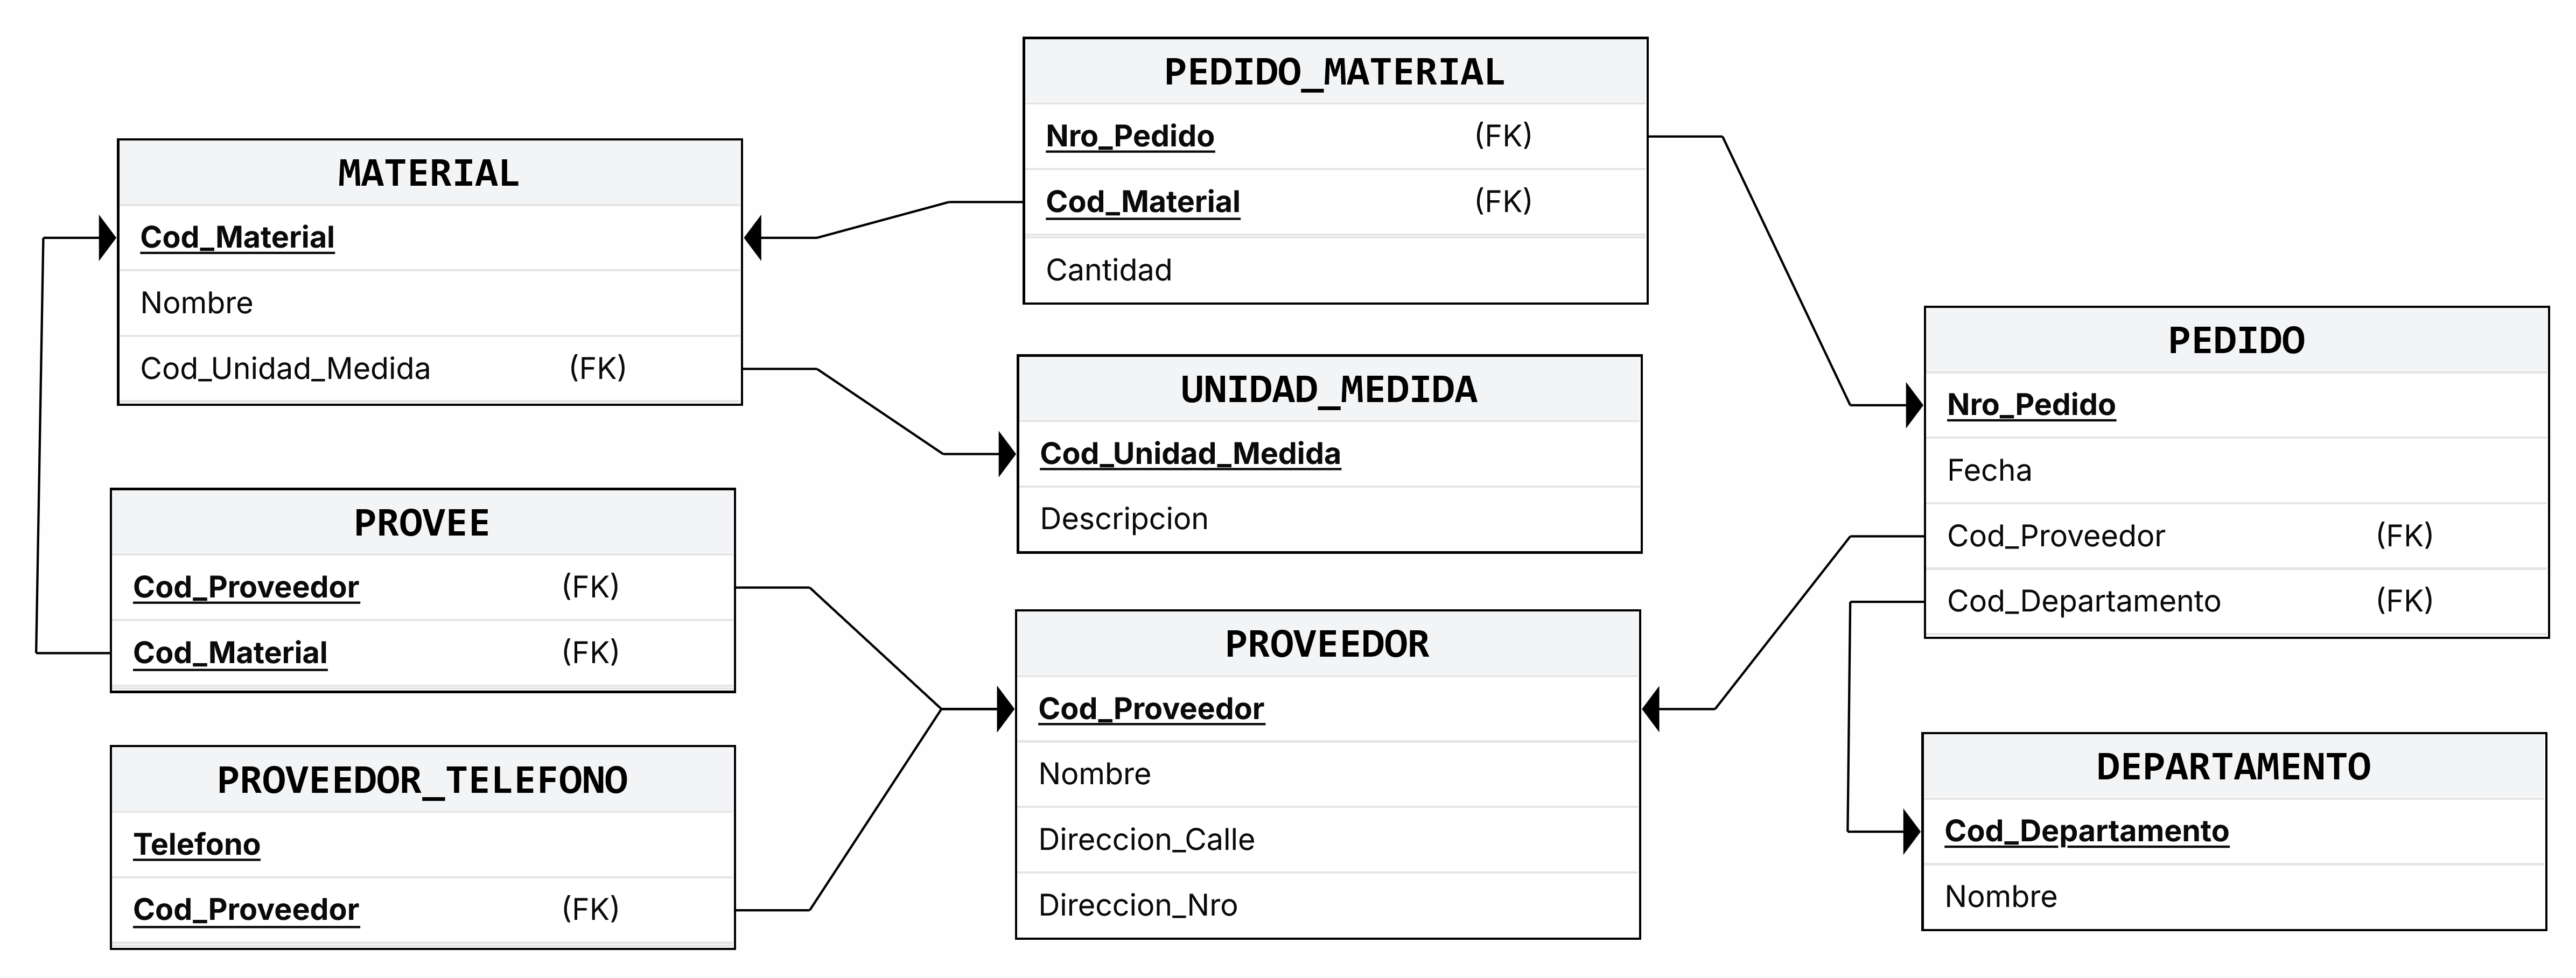 PEDIDO_MATERIAL
Nro_Pedido (FK)
Cod_Material (FK)
Cantidad
MATERIAL
Cod_Material
Nombre
Cod_Unidad_Medida (FK)
UNIDAD_MEDIDA
Cod_Unidad_Medida
Descripcion
PEDIDO
Nro_Pedido
Fecha
Cod_Proveedor (FK)
Cod_Departamento (FK)
PROVEE
Cod_Proveedor (FK)
Cod_Material (FK)
PROVEEDOR
Cod_Proveedor
Nombre
Direccion_Calle
Direccion_Nro
PROVEEDOR_TELEFONO
Telefono
Cod_Proveedor (FK)
DEPARTAMENTO
Cod_Departamento
Nombre